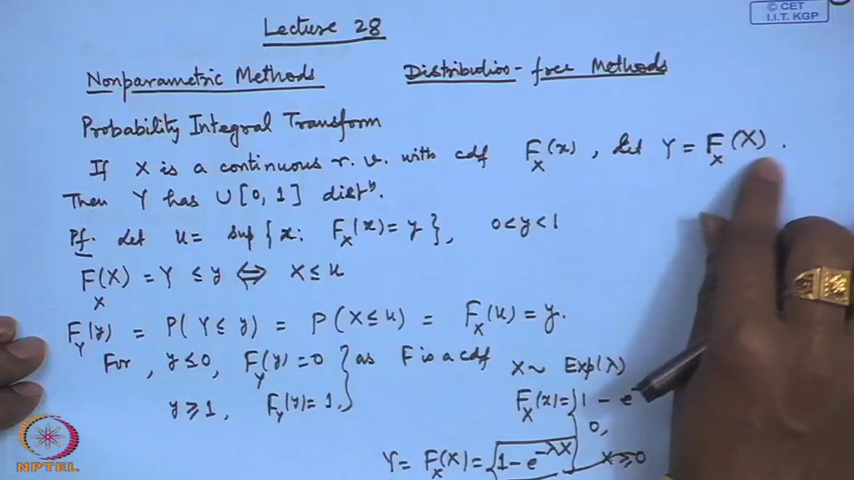 © CET
I.I.T. KGP
Lecture 28
Nonparametric Methods Distribution-free Methods
Probability Integral Transform
If X is a continuous r.v. with cdf F_X(x), let Y = F_X(X).
Then Y has U[0, 1] distⁿ.
Pf. Let u = sup {x: F_X(x) = y}, 0<y<1
F_X(X) = Y ≤ y ⇔ X ≤ u
F_Y(y) = P(Y ≤ y) = P(X ≤ u) = F_X(u) = y.
For, y ≤ 0, F_Y(y) = 0 } as F is a cdf X ~ Exp(λ)
y ≥ 1, F_Y(y) = 1, F_X(x) = { 1 - e
0,
Y = F_X(X) = { 1 - e^{-λX} X ≥ 0
NPTEL